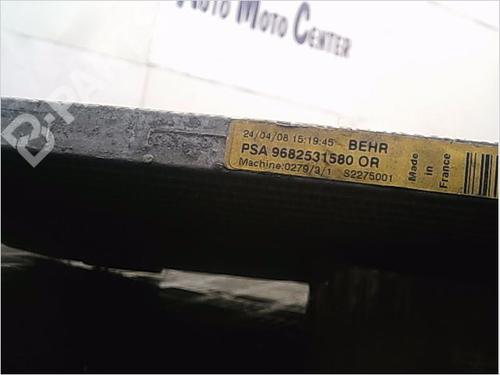 AUTO MOTO CENTER
B-PARTS
24/04/08 15:19:45 BEHR
PSA 9682531580 OR
Machine:0279/3/1 S2275001
Made in France